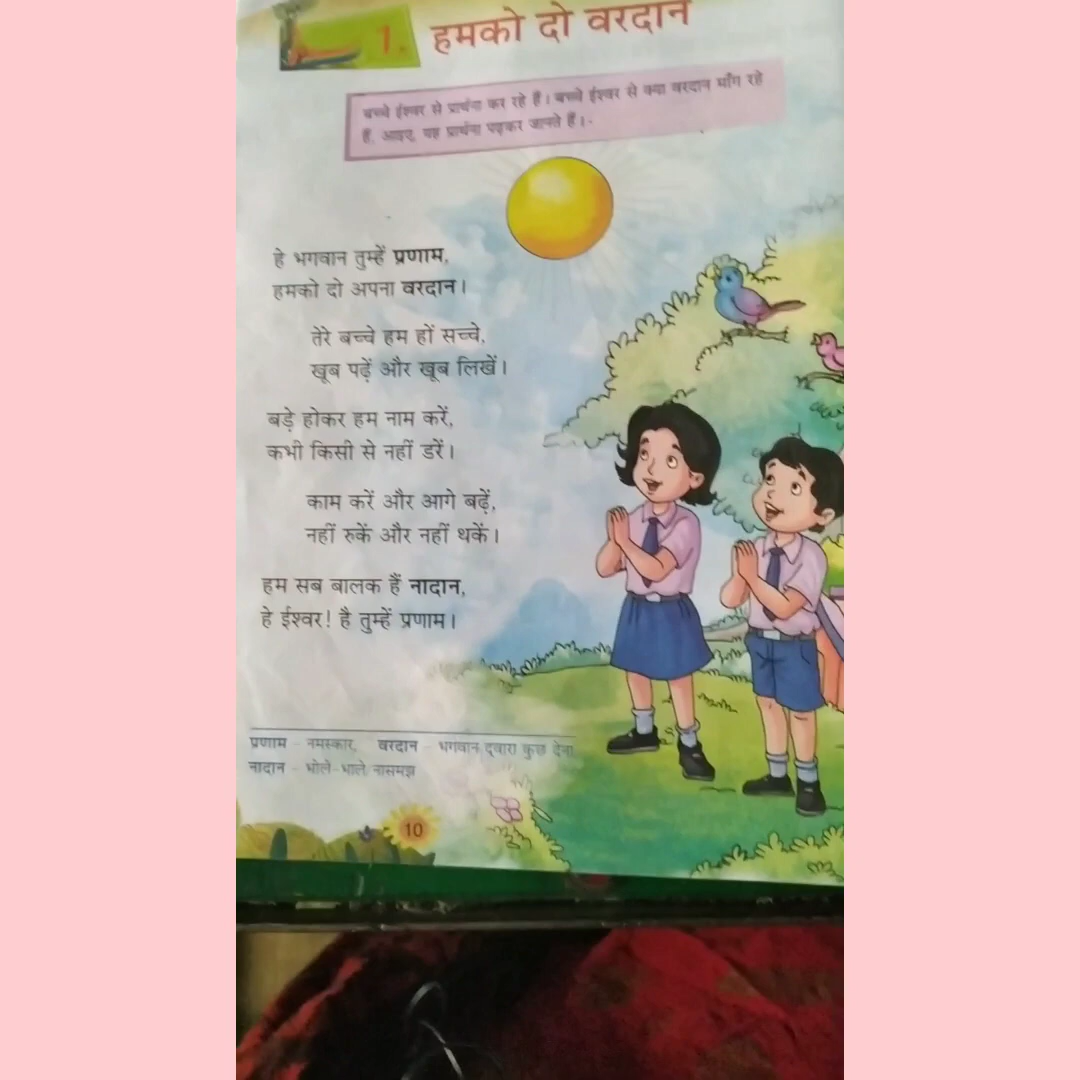 1. हमको दो वरदान
बच्चे ईश्वर से प्रार्थना कर रहे हैं। बच्चे ईश्वर से क्या वरदान माँग रहे
हैं, आइए, यह प्रार्थना पढ़कर जानते हैं।-
हे भगवान तुम्हें प्रणाम,
हमको दो अपना वरदान।
तेरे बच्चे हम हों सच्चे,
खूब पढ़ें और खूब लिखें।
बड़े होकर हम नाम करें,
कभी किसी से नहीं डरें।
काम करें और आगे बढ़ें,
नहीं रुकें और नहीं थकें।
हम सब बालक हैं नादान,
हे ईश्वर! है तुम्हें प्रणाम।
प्रणाम - नमस्कार, वरदान - भगवान द्वारा कुछ देना
नादान - भोले-भाले नासमझ
10